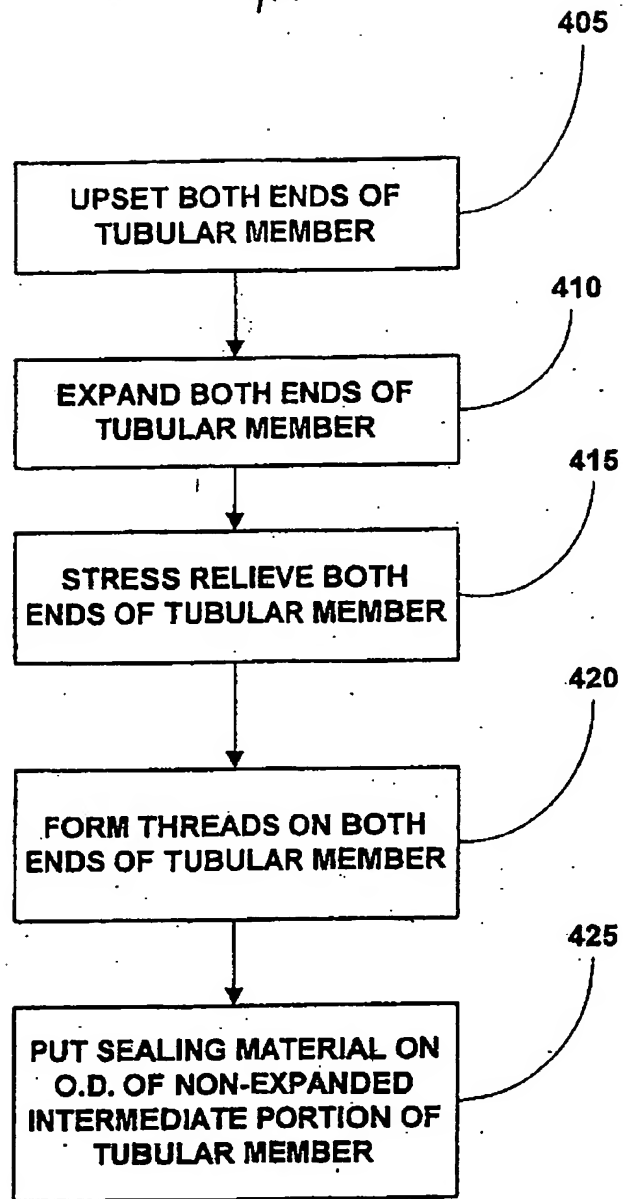 405
UPSET BOTH ENDS OF
TUBULAR MEMBER
410
EXPAND BOTH ENDS OF
TUBULAR MEMBER
415
STRESS RELIEVE BOTH
ENDS OF TUBULAR MEMBER
420
FORM THREADS ON BOTH
ENDS OF TUBULAR MEMBER
425
PUT SEALING MATERIAL ON
O.D. OF NON-EXPANDED
INTERMEDIATE PORTION OF
TUBULAR MEMBER